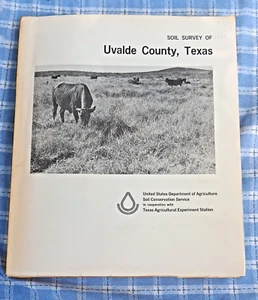 SOIL SURVEY OF
Uvalde County, Texas
United States Department of Agriculture
Soil Conservation Service
in cooperation with
Texas Agricultural Experiment Station